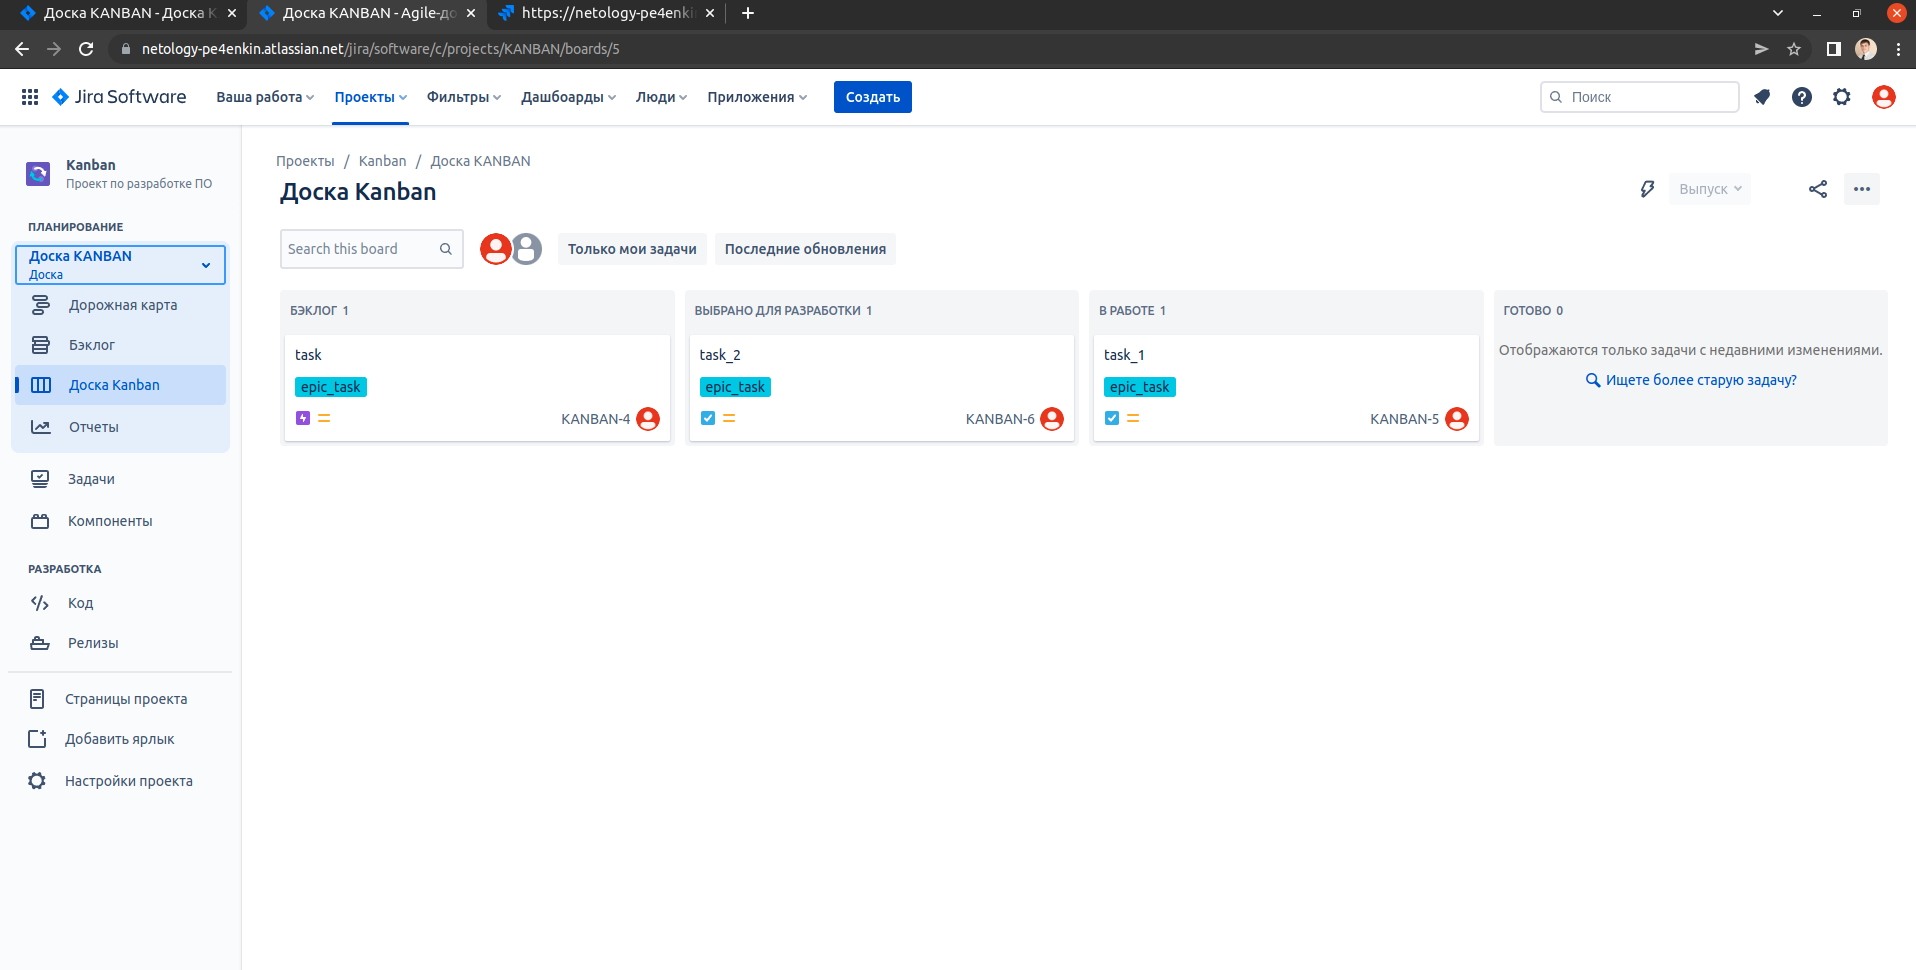 Доска KANBAN - Доска K
Доска KANBAN - Agile-до
https://netology-pe4enki
netology-pe4enkin.atlassian.net/jira/software/c/projects/KANBAN/boards/5
Jira Software
Ваша работа
Проекты
Фильтры
Дашборды
Люди
Приложения
Создать
Поиск
Kanban
Проект по разработке ПО
ПЛАНИРОВАНИЕ
Доска KANBAN
Доска
Дорожная карта
Бэклог
Доска Kanban
Отчеты
Задачи
Компоненты
РАЗРАБОТКА
Код
Релизы
Страницы проекта
Добавить ярлык
Настройки проекта
Проекты / Kanban / Доска KANBAN
Доска Kanban
Выпуск
Search this board
Только мои задачи
Последние обновления
БЭКЛОГ 1
task
epic_task
KANBAN-4
ВЫБРАНО ДЛЯ РАЗРАБОТКИ 1
task_2
epic_task
KANBAN-6
В РАБОТЕ 1
task_1
epic_task
KANBAN-5
ГОТОВО 0
Отображаются только задачи с недавними изменениями.
Ищете более старую задачу?